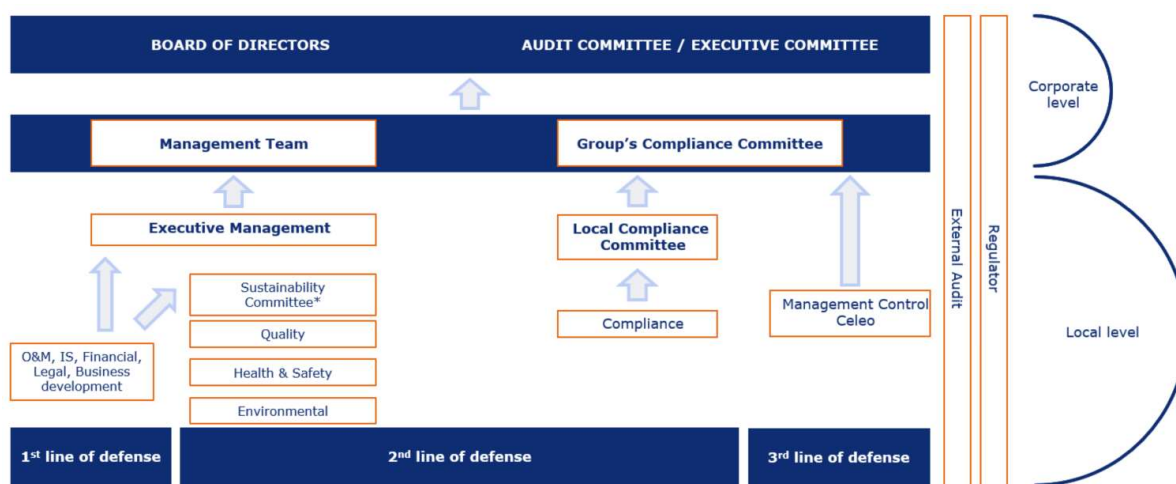 BOARD OF DIRECTORS
AUDIT COMMITTEE / EXECUTIVE COMMITTEE
Management Team
Group's Compliance Committee
Executive Management
Local Compliance
Committee
Sustainability
Committee*
Quality
Health & Safety
Environmental
O&M, IS, Financial,
Legal, Business
development
Compliance
Management Control
Celeo
1st line of defense
2nd line of defense
3rd line of defense
External Audit
Regulator
Corporate
level
Local level